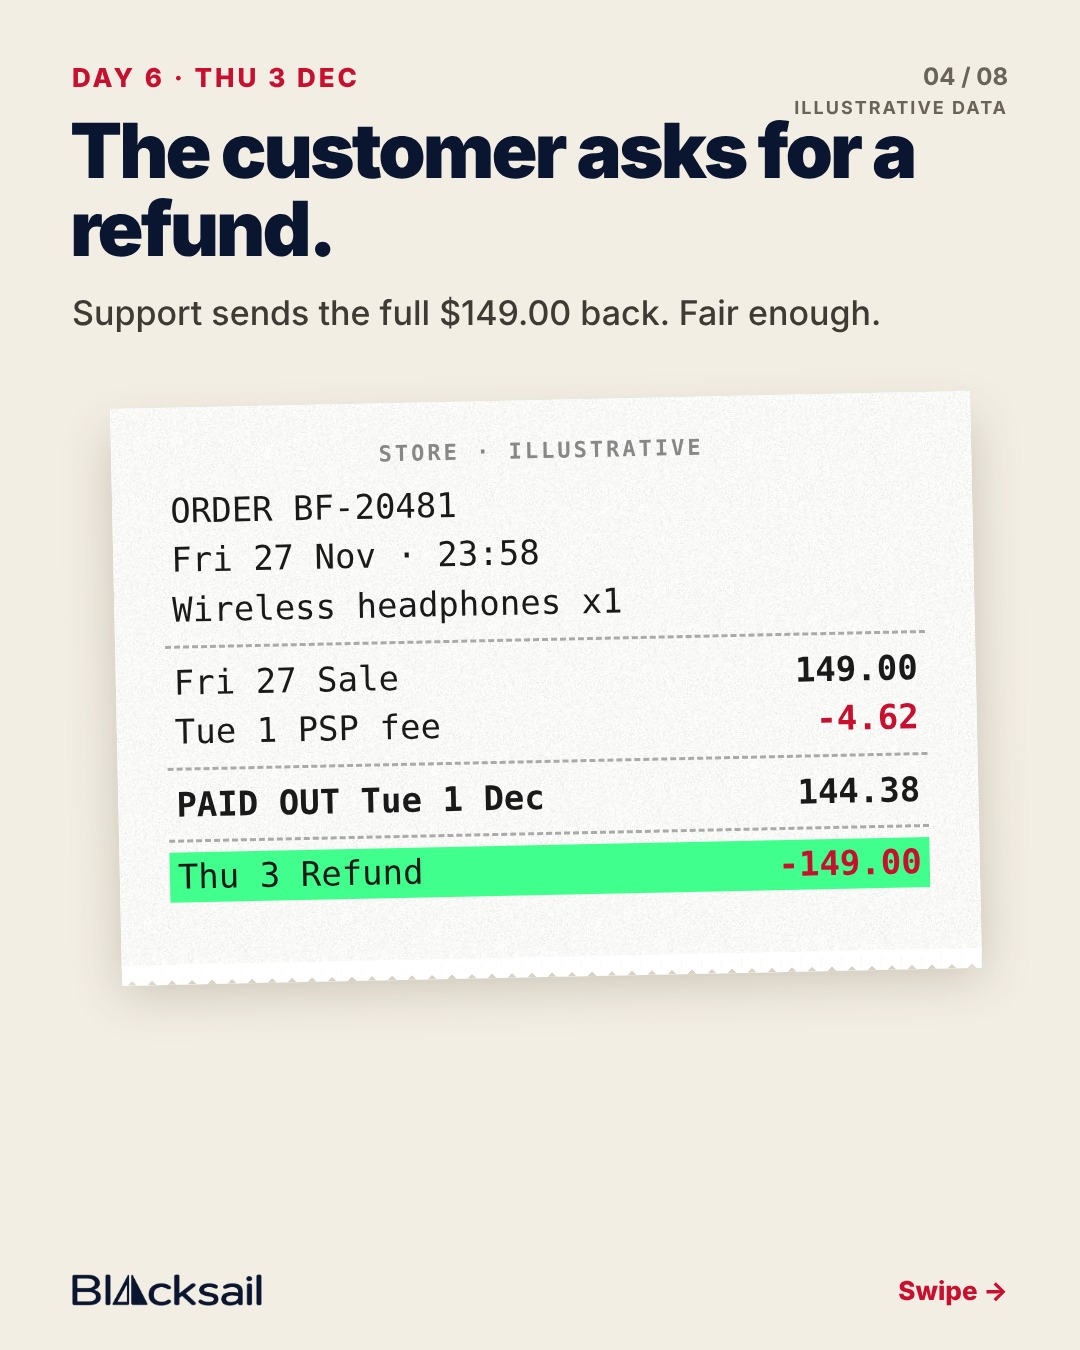 DAY 6 · THU 3 DEC
04 / 08
ILLUSTRATIVE DATA
The customer asks for a
refund.
Support sends the full $149.00 back. Fair enough.
STORE · ILLUSTRATIVE
ORDER BF-20481
Fri 27 Nov · 23:58
Wireless headphones x1
Fri 27 Sale 149.00
Tue 1 PSP fee -4.62
PAID OUT Tue 1 Dec 144.38
Thu 3 Refund -149.00
Blacksail
Swipe →